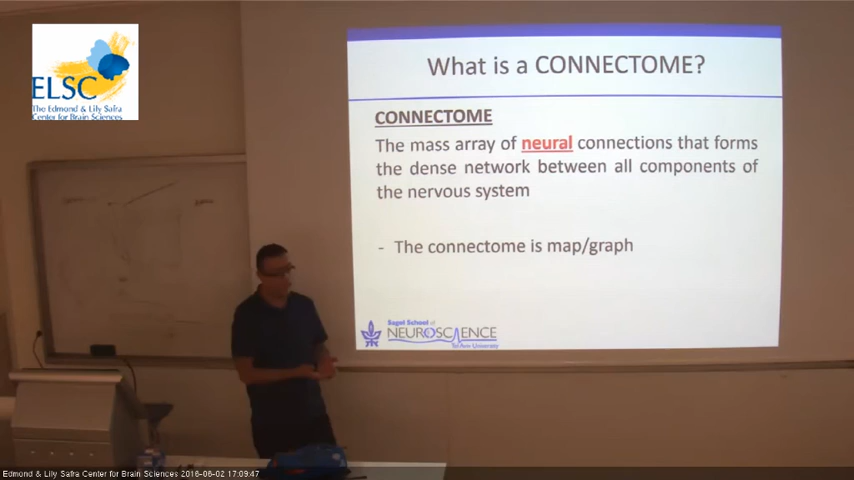 ELSC
The Edmond & Lily Safra
Center for Brain Sciences
What is a CONNECTOME?
CONNECTOME
The mass array of neural connections that forms
the dense network between all components of
the nervous system
- The connectome is map/graph
Sagol School of
NEUROSCIENCE
Tel-Aviv University
Edmond & Lily Safra Center for Brain Sciences 2016-06-02 17:09:47